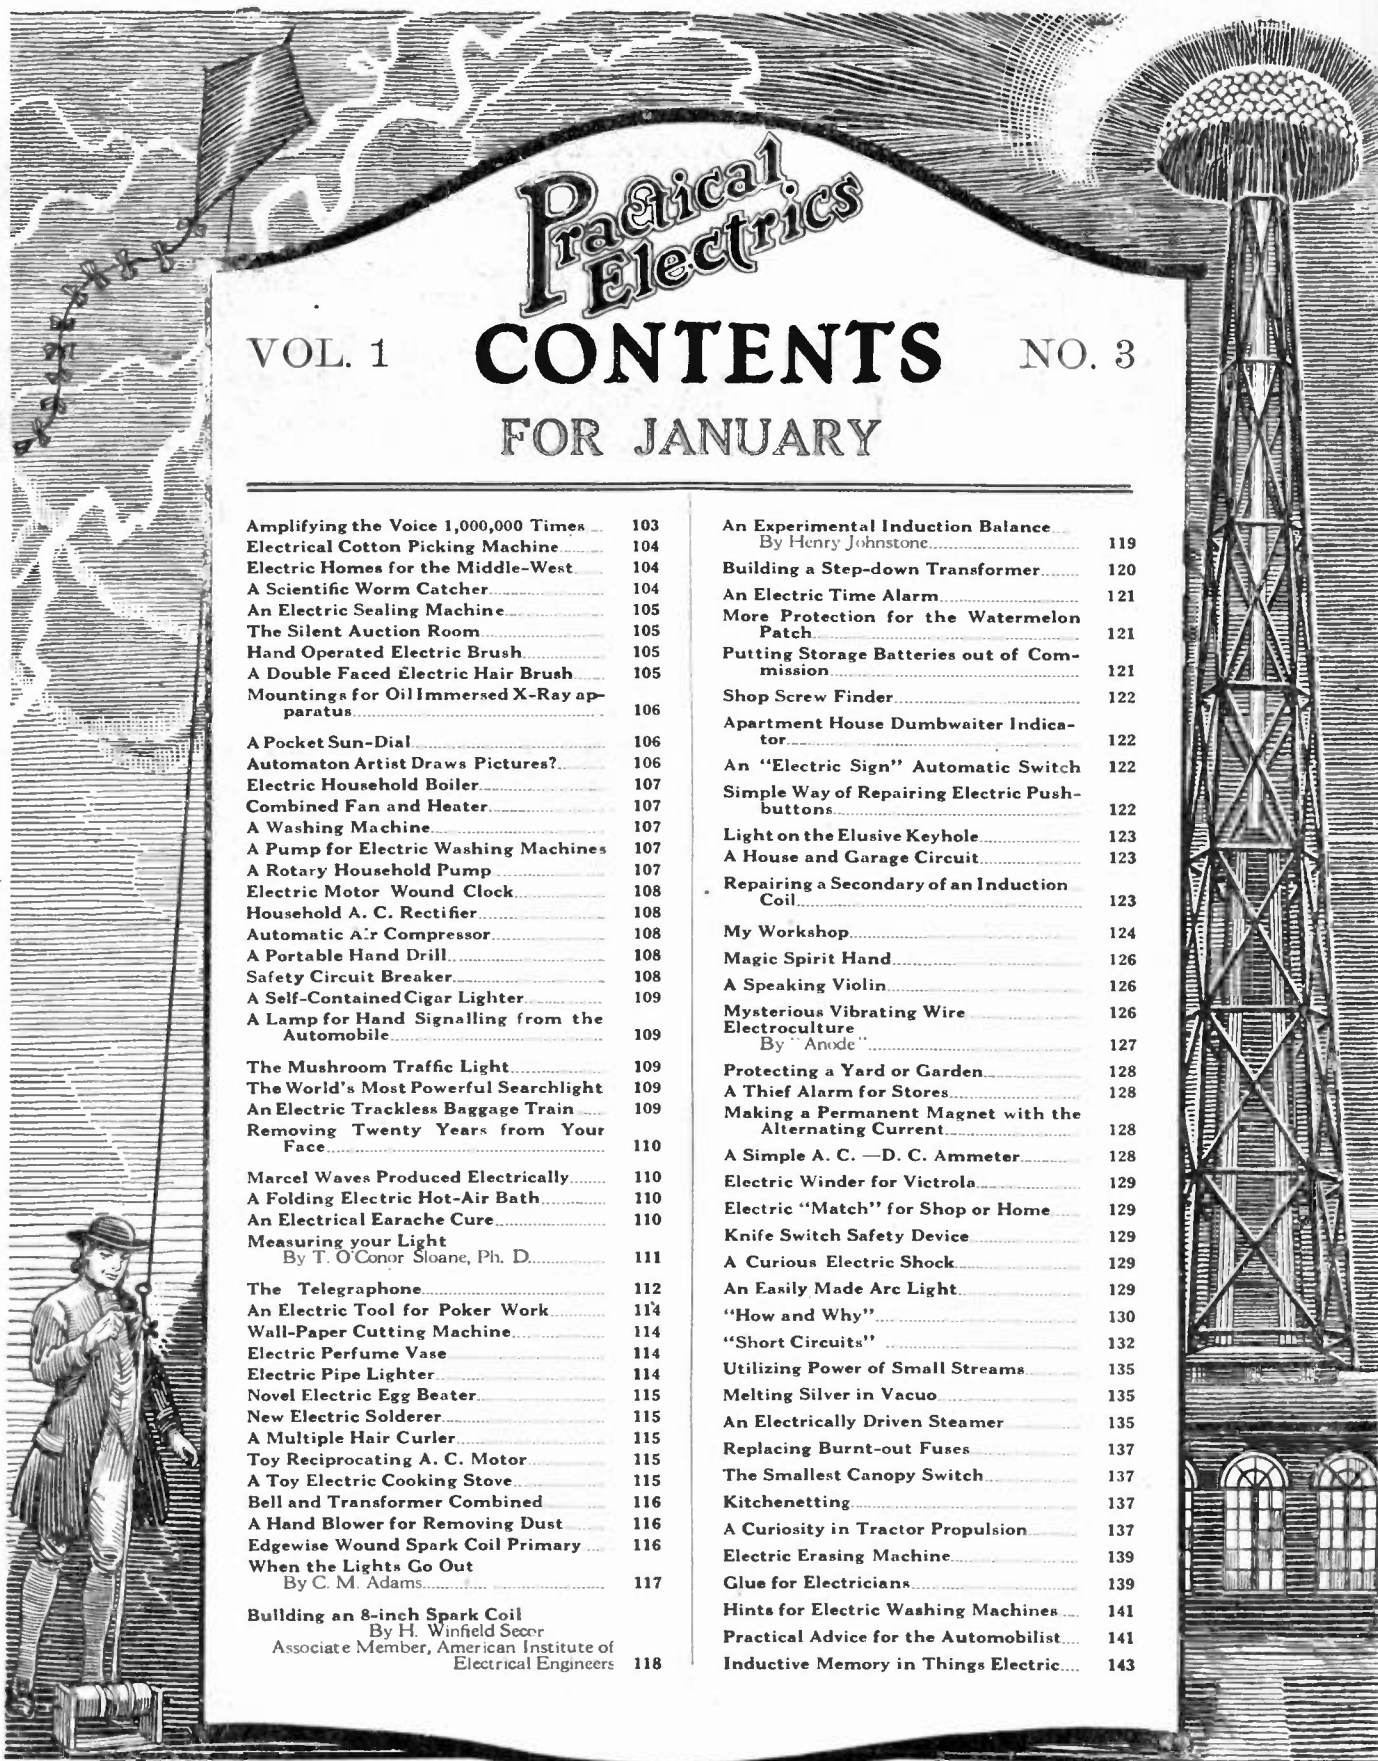 Practical Electrics
VOL. 1 CONTENTS NO. 3
FOR JANUARY
Amplifying the Voice 1,000,000 Times 103
Electrical Cotton Picking Machine 104
Electric Homes for the Middle-West 104
A Scientific Worm Catcher 104
An Electric Sealing Machine 105
The Silent Auction Room 105
Hand Operated Electric Brush 105
A Double Faced Electric Hair Brush 105
Mountings for Oil Immersed X-Ray ap-
paratus 106
A Pocket Sun-Dial 106
Automaton Artist Draws Pictures? 106
Electric Household Boiler 107
Combined Fan and Heater 107
A Washing Machine 107
A Pump for Electric Washing Machines 107
A Rotary Household Pump 107
Electric Motor Wound Clock 108
Household A. C. Rectifier 108
Automatic Air Compressor 108
A Portable Hand Drill 108
Safety Circuit Breaker 108
A Self-Contained Cigar Lighter 109
A Lamp for Hand Signalling from the
Automobile 109
The Mushroom Traffic Light 109
The World's Most Powerful Searchlight 109
An Electric Trackless Baggage Train 109
Removing Twenty Years from Your
Face 110
Marcel Waves Produced Electrically 110
A Folding Electric Hot-Air Bath 110
An Electrical Earache Cure 110
Measuring your Light
By T. O'Conor Sloane, Ph. D. 111
The Telegraphone 112
An Electric Tool for Poker Work 114
Wall-Paper Cutting Machine 114
Electric Perfume Vase 114
Electric Pipe Lighter 114
Novel Electric Egg Beater 115
New Electric Solderer 115
A Multiple Hair Curler 115
Toy Reciprocating A. C. Motor 115
A Toy Electric Cooking Stove 115
Bell and Transformer Combined 116
A Hand Blower for Removing Dust 116
Edgewise Wound Spark Coil Primary 116
When the Lights Go Out
By C. M. Adams 117
Building an 8-inch Spark Coil
By H. Winfield Secor
Associate Member, American Institute of
Electrical Engineers 118
An Experimental Induction Balance
By Henry Johnstone 119
Building a Step-down Transformer 120
An Electric Time Alarm 121
More Protection for the Watermelon
Patch 121
Putting Storage Batteries out of Com-
mission 121
Shop Screw Finder 122
Apartment House Dumbwaiter Indica-
tor 122
An "Electric Sign" Automatic Switch 122
Simple Way of Repairing Electric Push-
buttons 122
Light on the Elusive Keyhole 123
A House and Garage Circuit 123
Repairing a Secondary of an Induction
Coil 123
My Workshop 124
Magic Spirit Hand 126
A Speaking Violin 126
Mysterious Vibrating Wire 126
Electroculture
By "Anode" 127
Protecting a Yard or Garden 128
A Thief Alarm for Stores 128
Making a Permanent Magnet with the
Alternating Current 128
A Simple A. C. —D. C. Ammeter 128
Electric Winder for Victrola 129
Electric "Match" for Shop or Home 129
Knife Switch Safety Device 129
A Curious Electric Shock 129
An Easily Made Arc Light 129
"How and Why" 130
"Short Circuits" 132
Utilizing Power of Small Streams 135
Melting Silver in Vacuo 135
An Electrically Driven Steamer 135
Replacing Burnt-out Fuses 137
The Smallest Canopy Switch 137
Kitchenetting 137
A Curiosity in Tractor Propulsion 137
Electric Erasing Machine 139
Glue for Electricians 139
Hints for Electric Washing Machines 141
Practical Advice for the Automobilist 141
Inductive Memory in Things Electric 143